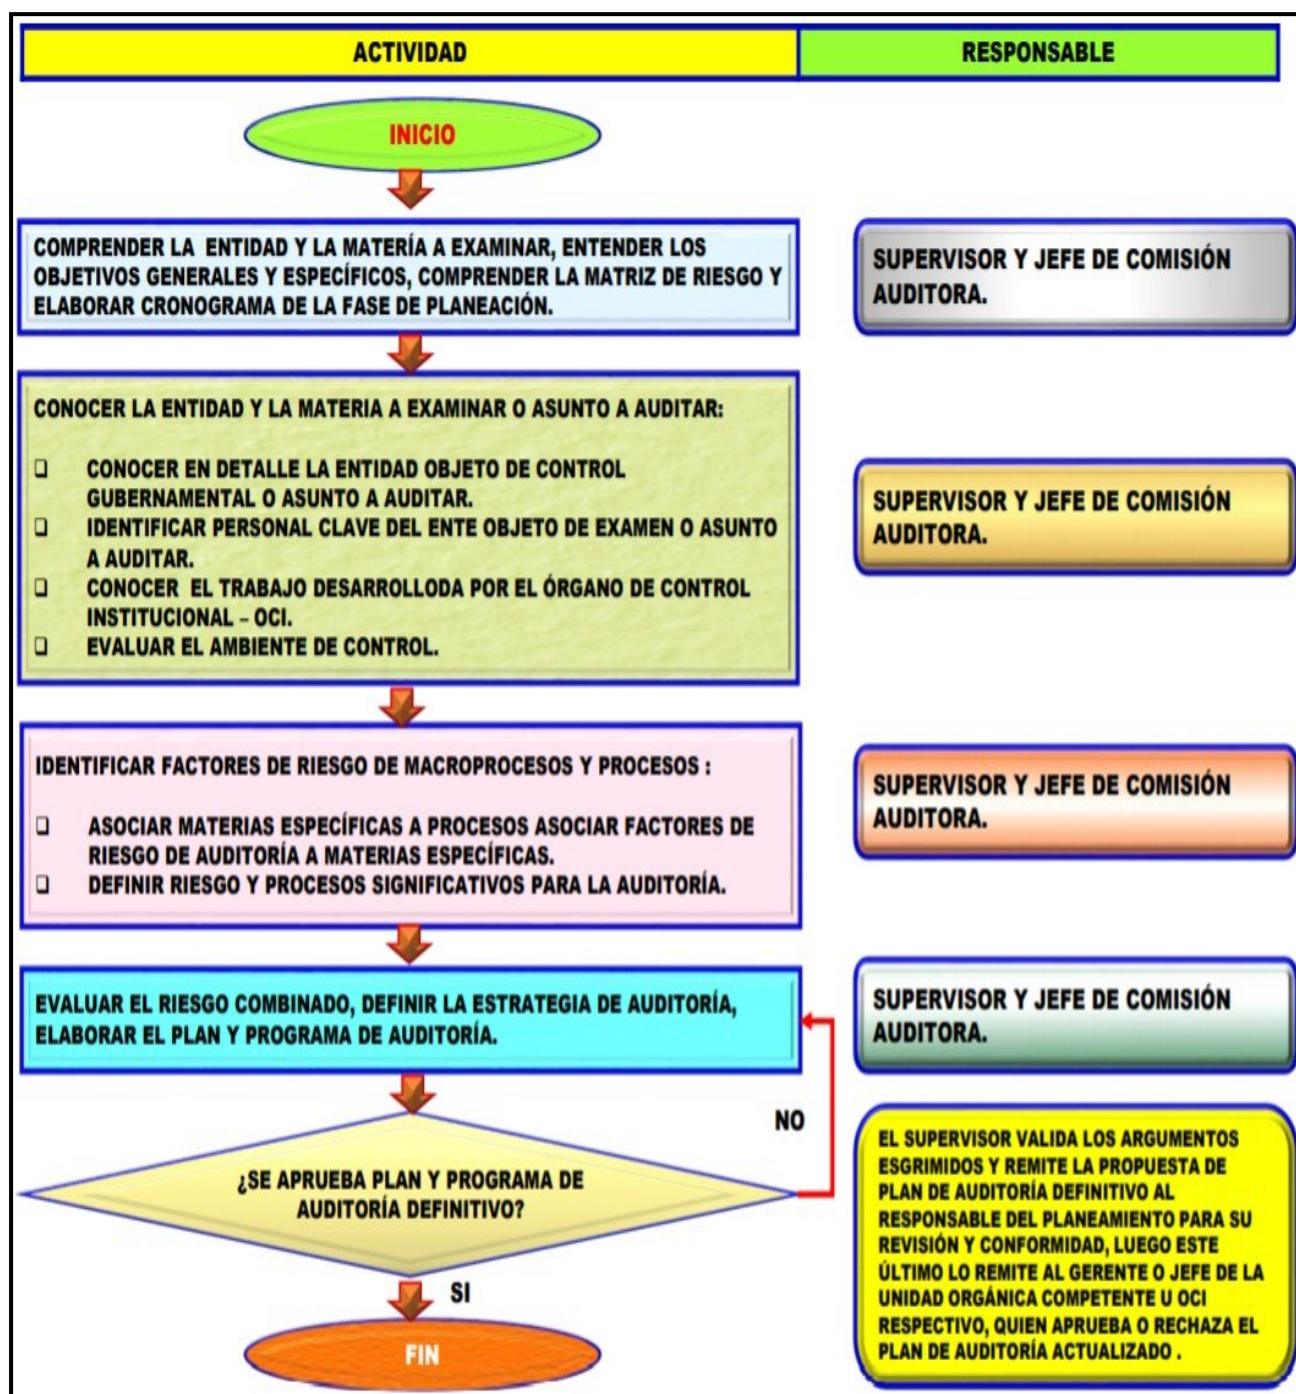 ACTIVIDAD
RESPONSABLE
INICIO
COMPRENDER LA ENTIDAD Y LA MATERÍA A EXAMINAR, ENTENDER LOS
OBJETIVOS GENERALES Y ESPECÍFICOS, COMPRENDER LA MATRIZ DE RIESGO Y
ELABORAR CRONOGRAMA DE LA FASE DE PLANEACIÓN.
SUPERVISOR Y JEFE DE COMISIÓN
AUDITORA.
CONOCER LA ENTIDAD Y LA MATERIA A EXAMINAR O ASUNTO A AUDITAR:
❑ CONOCER EN DETALLE LA ENTIDAD OBJETO DE CONTROL
GUBERNAMENTAL O ASUNTO A AUDITAR.
❑ IDENTIFICAR PERSONAL CLAVE DEL ENTE OBJETO DE EXAMEN O ASUNTO
A AUDITAR.
❑ CONOCER EL TRABAJO DESARROLLODA POR EL ÓRGANO DE CONTROL
INSTITUCIONAL – OCI.
❑ EVALUAR EL AMBIENTE DE CONTROL.
SUPERVISOR Y JEFE DE COMISIÓN
AUDITORA.
IDENTIFICAR FACTORES DE RIESGO DE MACROPROCESOS Y PROCESOS :
❑ ASOCIAR MATERIAS ESPECÍFICAS A PROCESOS ASOCIAR FACTORES DE
RIESGO DE AUDITORÍA A MATERIAS ESPECÍFICAS.
❑ DEFINIR RIESGO Y PROCESOS SIGNIFICATIVOS PARA LA AUDITORÍA.
SUPERVISOR Y JEFE DE COMISIÓN
AUDITORA.
EVALUAR EL RIESGO COMBINADO, DEFINIR LA ESTRATEGIA DE AUDITORÍA,
ELABORAR EL PLAN Y PROGRAMA DE AUDITORÍA.
SUPERVISOR Y JEFE DE COMISIÓN
AUDITORA.
NO
¿SE APRUEBA PLAN Y PROGRAMA DE
AUDITORÍA DEFINITIVO?
SI
EL SUPERVISOR VALIDA LOS ARGUMENTOS
ESGRIMIDOS Y REMITE LA PROPUESTA DE
PLAN DE AUDITORÍA DEFINITIVO AL
RESPONSABLE DEL PLANEAMIENTO PARA SU
REVISIÓN Y CONFORMIDAD, LUEGO ESTE
ÚLTIMO LO REMITE AL GERENTE O JEFE DE LA
UNIDAD ORGÁNICA COMPETENTE U OCI
RESPECTIVO, QUIEN APRUEBA O RECHAZA EL
PLAN DE AUDITORÍA ACTUALIZADO .
FIN